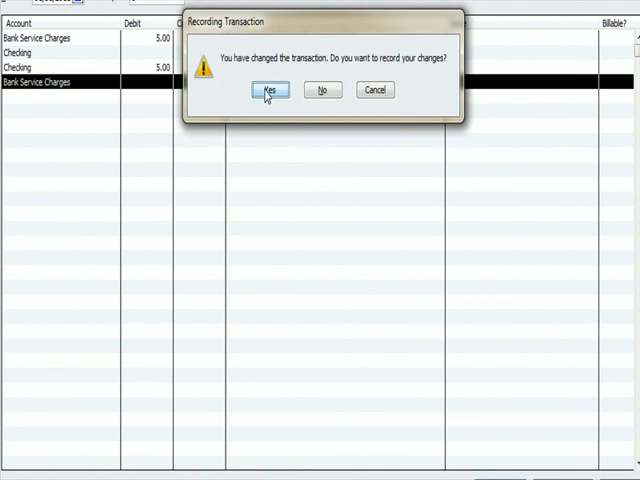 Recording Transaction
Account Debit Billable?
Bank Service Charges 5.00
Checking
Checking 5.00
Bank Service Charges
You have changed the transaction. Do you want to record your changes?
Yes No Cancel